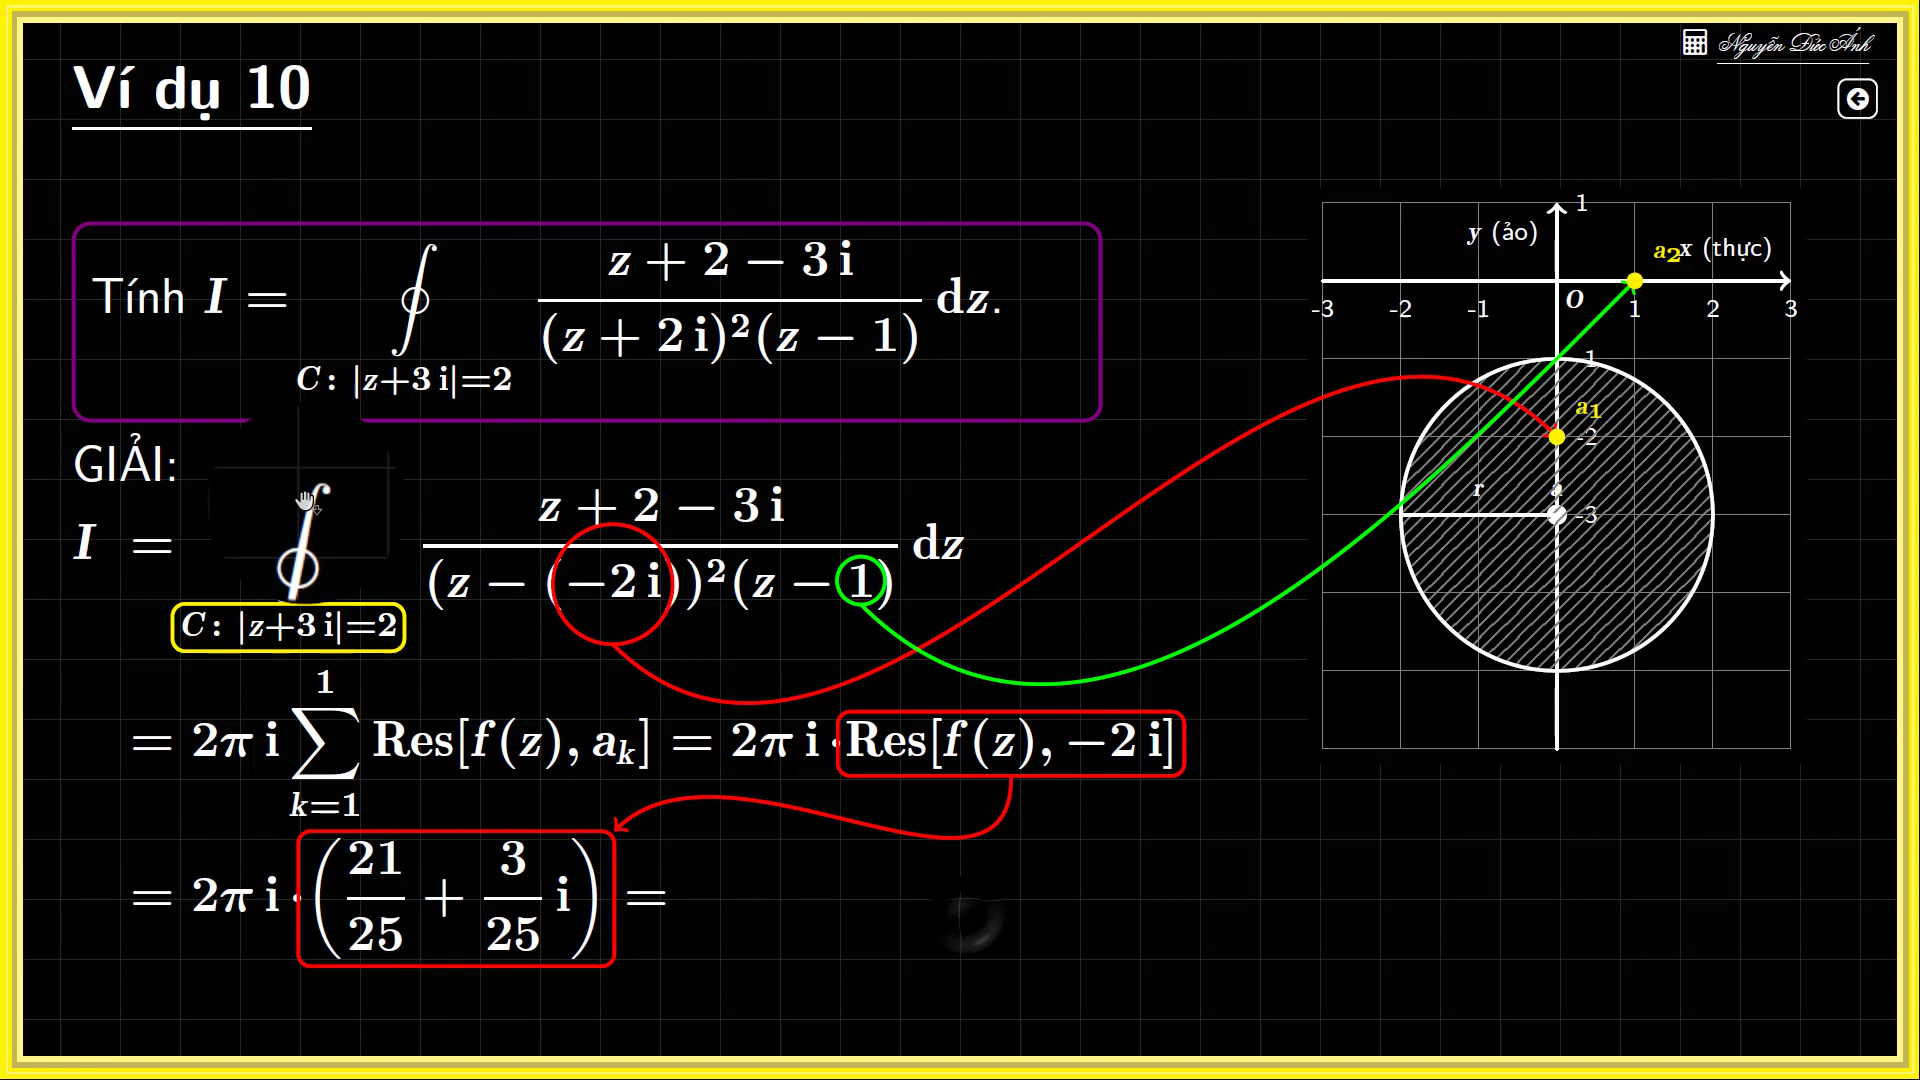 Nguyễn Đức Ánh
Ví dụ 10
Tính I = ∮ C: |z+3i|=2 (z + 2 − 3i)/((z + 2i)²(z − 1)) dz.
GIẢI:
I = ∮ C: |z+3i|=2 (z + 2 − 3i)/((z − (−2i))²(z − 1)) dz
= 2πi ∑ k=1 1 Res[f(z), aₖ] = 2πi · Res[f(z), −2i]
= 2πi · (21/25 + 3/25 i) =
1
y (ảo)
a₂ x (thực)
-3 -2 -1 O 1 2 3
-1
a₁
-2
r a
-3